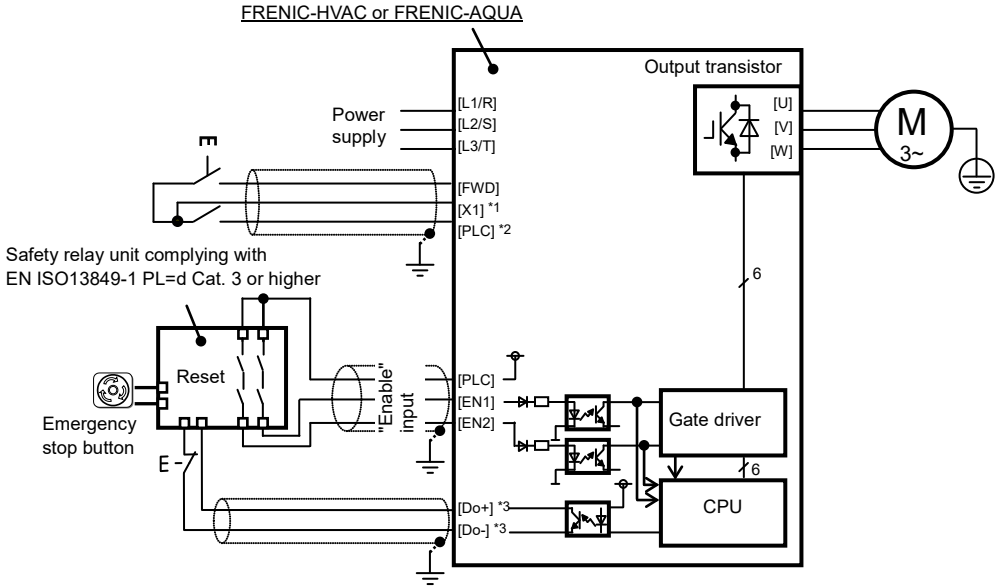 FRENIC-HVAC or FRENIC-AQUA
Output transistor
Power
supply
[L1/R]
[L2/S]
[L3/T]
[U]
[V]
[W]
M
3~
[FWD]
[X1] *1
[PLC] *2
Safety relay unit complying with
EN ISO13849-1 PL=d Cat. 3 or higher
6
Reset
"Enable"
input
[PLC]
[EN1]
[EN2]
Gate driver
Emergency
stop button
6
[Do+] *3
[Do-] *3
CPU